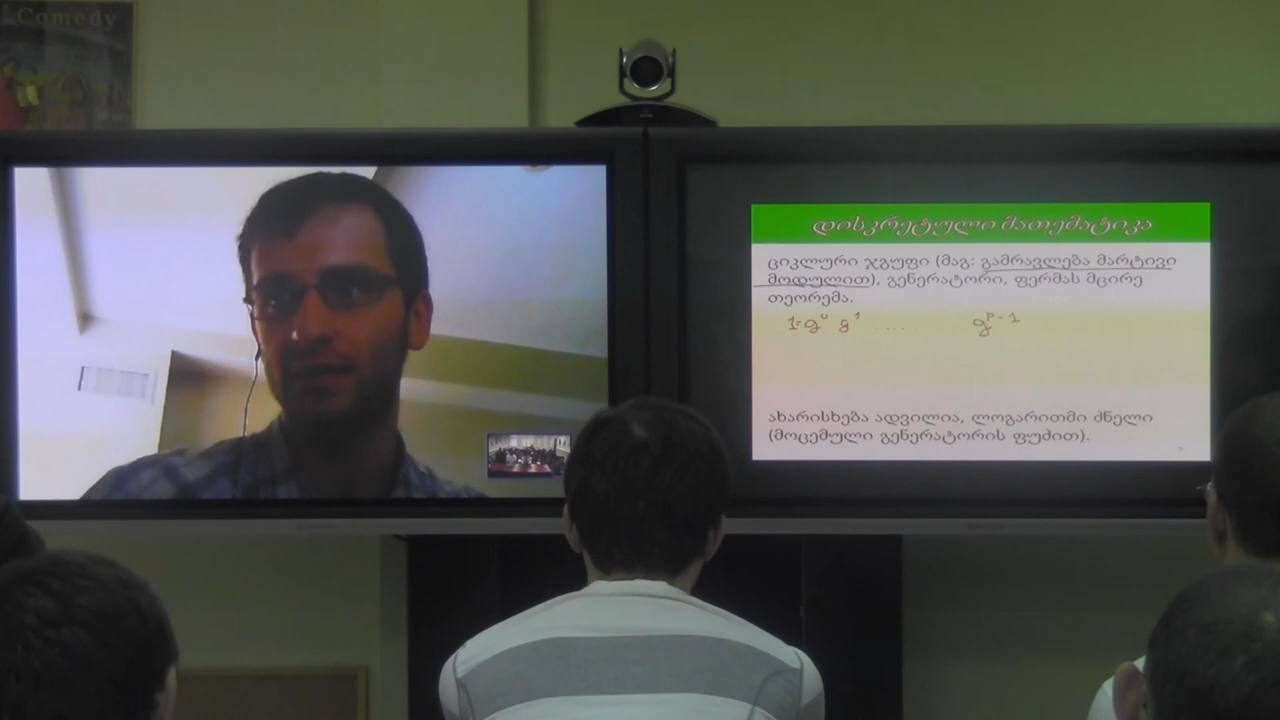 Comedy
დისკრეტული მათემატიკა
ციკლური ჯგუფი (მაგ: გამრავლება მარტივი
მოდულით), გენერატორი, ფერმას მცირე
თეორემა.
1=g⁰ g¹ .... g^{p-1}
ახარისხება ადვილია, ლოგარითმი ძნელი
(მოცემული გენერატორის ფუძით).